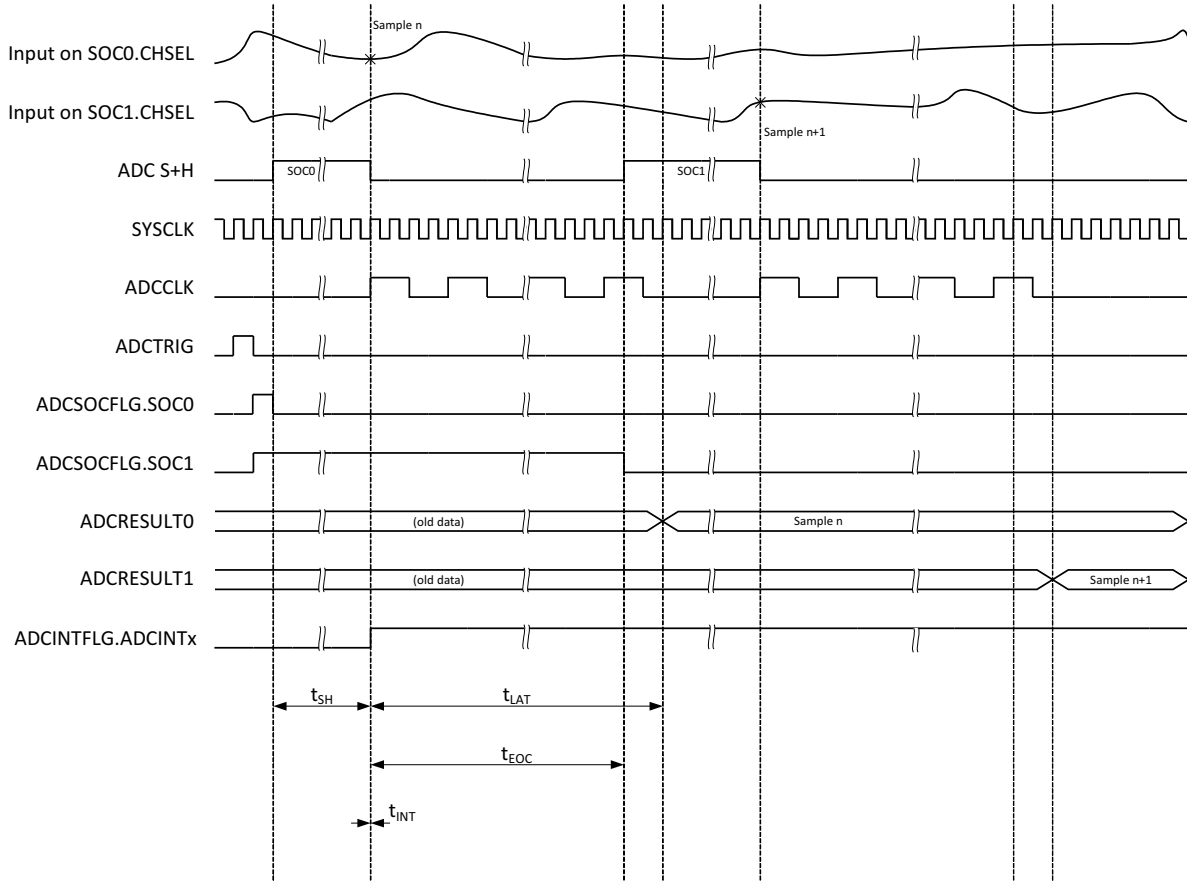 Sample n
Input on SOC0.CHSEL
Input on SOC1.CHSEL
Sample n+1
ADC S+H
SOC0
SOC1
SYSCLK
ADCCLK
ADCTRIG
ADCSOCFLG.SOC0
ADCSOCFLG.SOC1
ADCRESULT0
(old data)
Sample n
ADCRESULT1
(old data)
Sample n+1
ADCINTFLG.ADCINTx
tSH
tLAT
tEOC
tINT